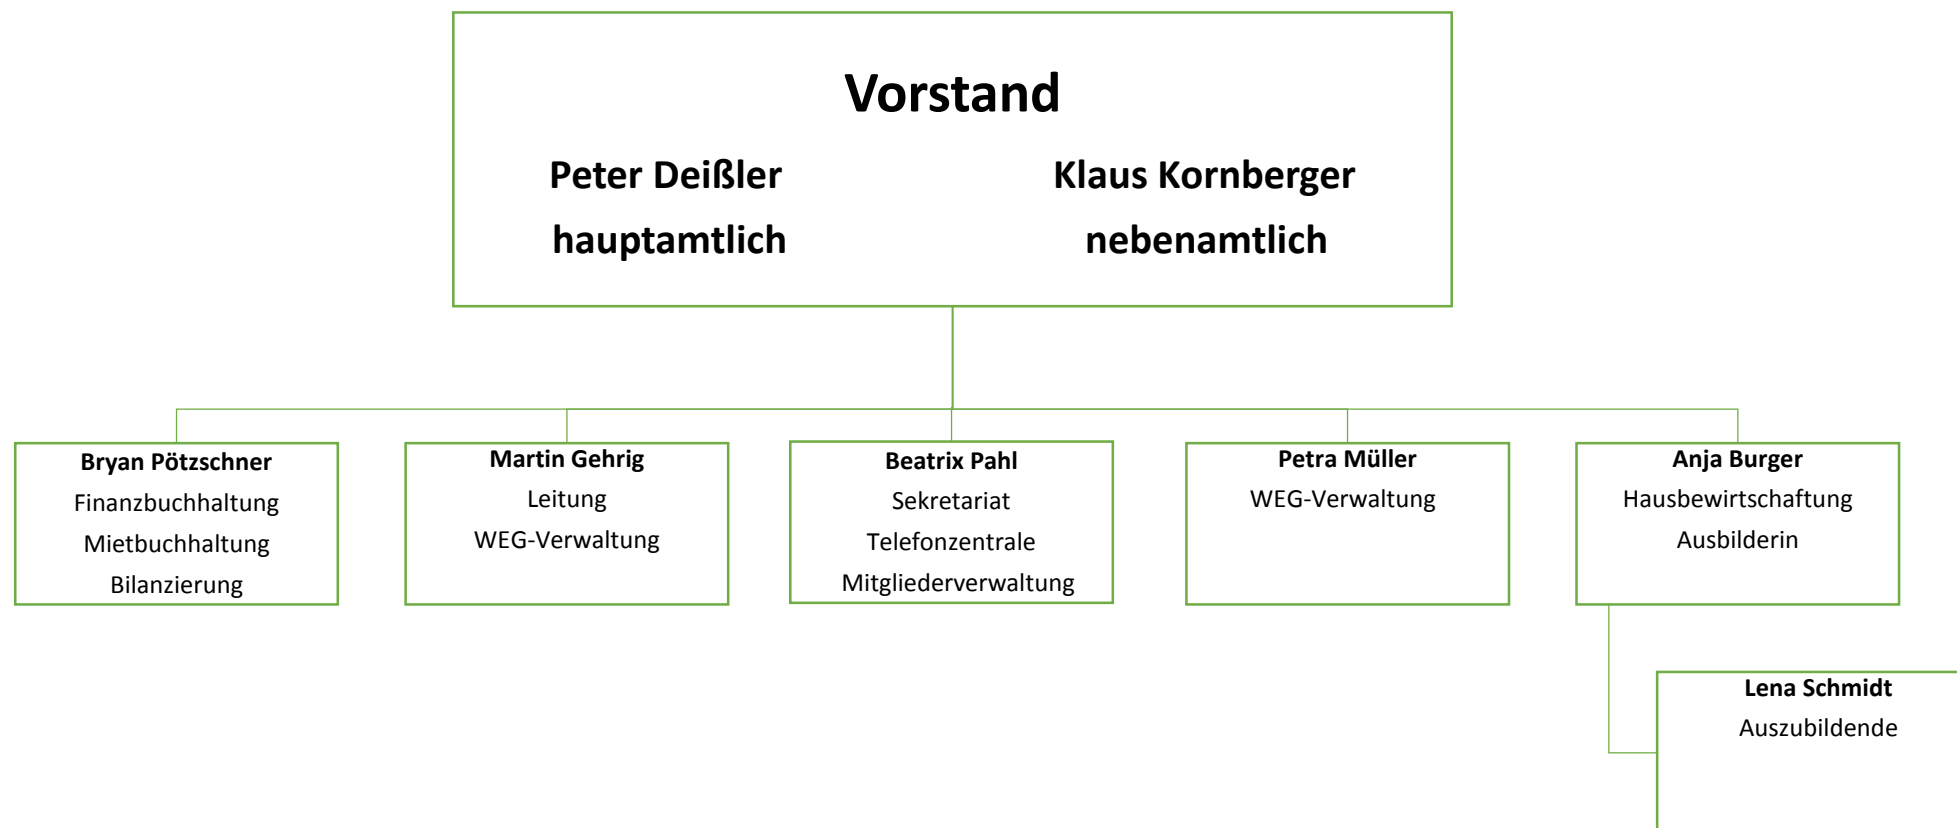 Vorstand
Peter Deißler
Klaus Kornberger
hauptamtlich
nebenamtlich
Bryan Pötzschner
Finanzbuchhaltung
Mietbuchhaltung
Bilanzierung
Martin Gehrig
Leitung
WEG-Verwaltung
Beatrix Pahl
Sekretariat
Telefonzentrale
Mitgliederverwaltung
Petra Müller
WEG-Verwaltung
Anja Burger
Hausbewirtschaftung
Ausbilderin
Lena Schmidt
Auszubildende